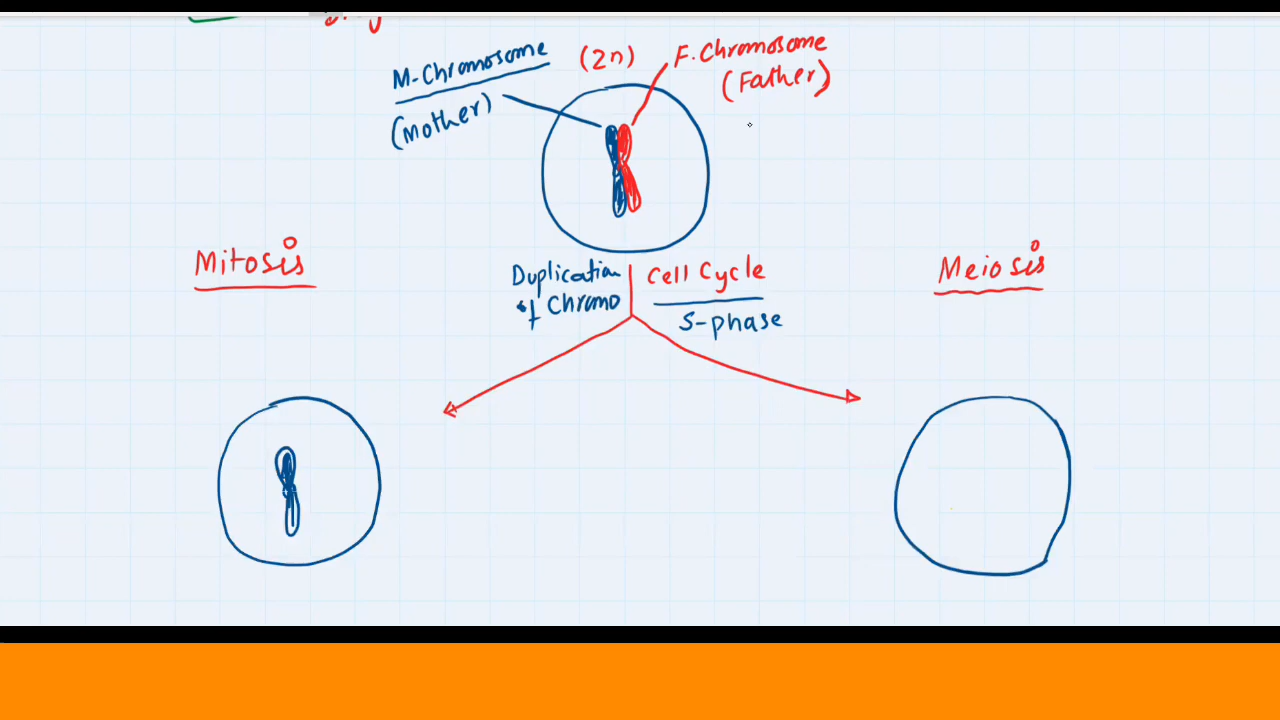 M-Chromosome
(Mother)
(2n)
F.Chromosome
(Father)
Mitosis
Duplication
of Chromo
Cell Cycle
S-phase
Meiosis